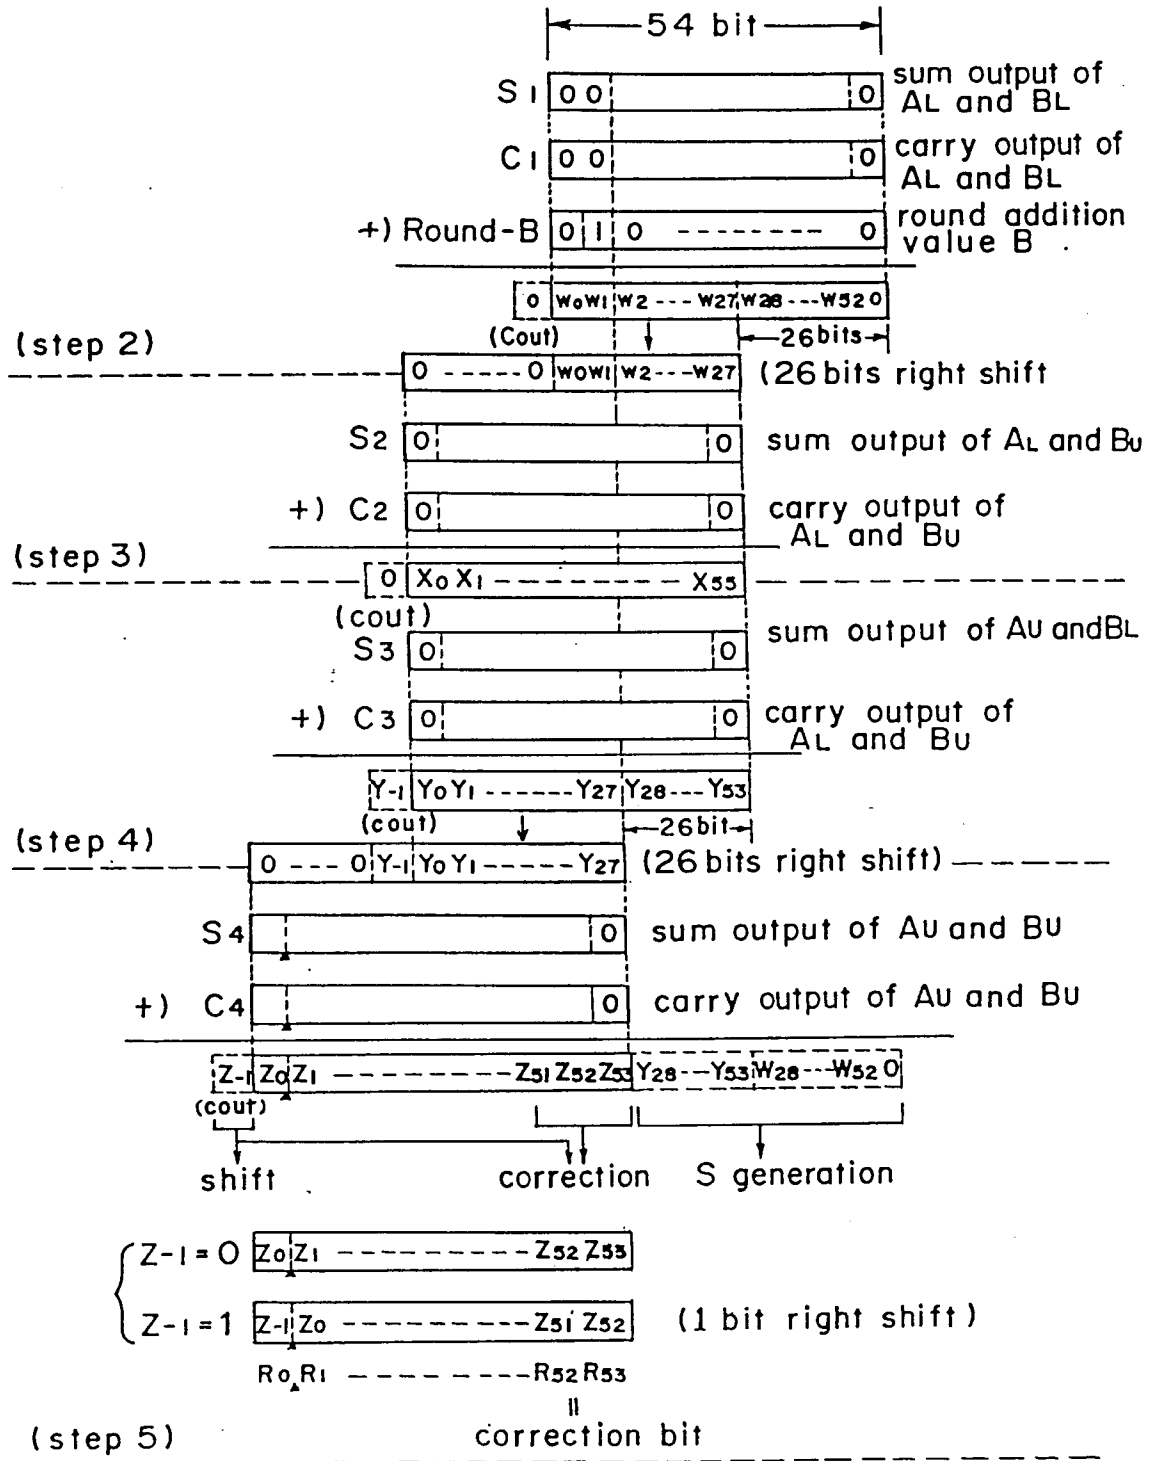 54 bit
S1 0 0 0 sum output of AL and BL
C1 0 0 0 carry output of AL and BL
+) Round-B 0 1 0 -------- 0 round addition value B .
0 W0W1 W2 --- W27 W28 --- W52 0
(Cout) 26bits
(step 2)
0 ----- 0 W0W1 W2 --- W27 (26 bits right shift
S2 0 0 sum output of AL and BU
+) C2 0 0 carry output of AL and BU
(step 3)
0 X0 X1 --------- X55
(cout)
S3 0 0 sum output of AU and BL
+) C3 0 0 carry output of AL and BU
Y-1 Y0 Y1 ------ Y27 Y28 --- Y53
(cout) 26bit
(step 4)
0 --- 0 Y-1 Y0 Y1 ----- Y27 (26 bits right shift)
S4 0 sum output of AU and BU
+) C4 0 carry output of AU and BU
Z-1 Z0 Z1 --------- Z51 Z52 Z53 Y28 --- Y53 W28 --- W52 0
(cout)
shift correction S generation
Z-1 = 0 Z0 Z1 --------- Z52 Z55
Z-1 = 1 Z-1 Z0 --------- Z51 Z52 (1 bit right shift)
R0 R1 --------- R52 R53
=
correction bit
(step 5)